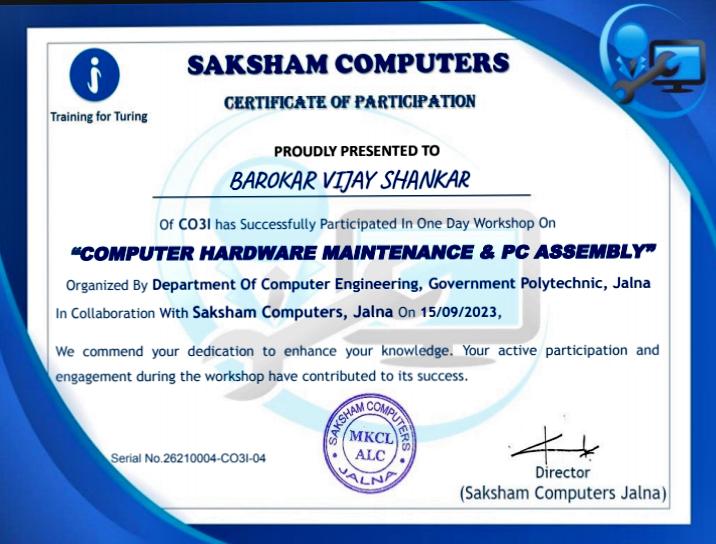 SAKSHAM COMPUTERS
CERTIFICATE OF PARTICIPATION
Training for Turing
PROUDLY PRESENTED TO
BAROKAR VIJAY SHANKAR
Of CO3I has Successfully Participated In One Day Workshop On
“COMPUTER HARDWARE MAINTENANCE & PC ASSEMBLY”
Organized By Department Of Computer Engineering, Government Polytechnic, Jalna
In Collaboration With Saksham Computers, Jalna On 15/09/2023,
We commend your dedication to enhance your knowledge. Your active participation and
engagement during the workshop have contributed to its success.
SAKSHAM COMPUTERS
MKCL
ALC
JALNA
Serial No.26210004-CO3I-04
Director
(Saksham Computers Jalna)